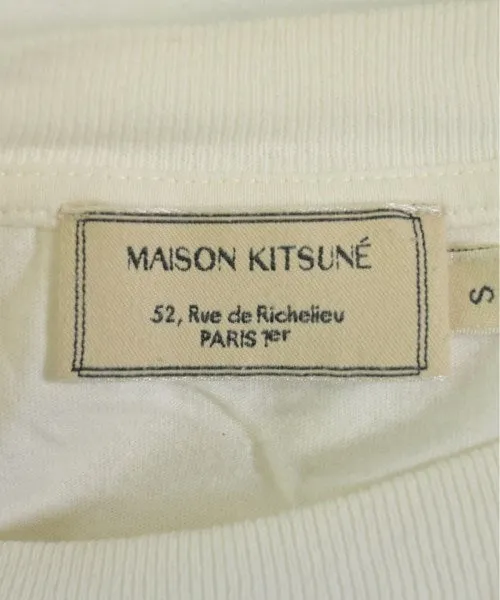 MAISON KITSUNÉ
52, Rue de Richelieu
PARIS 1er
S